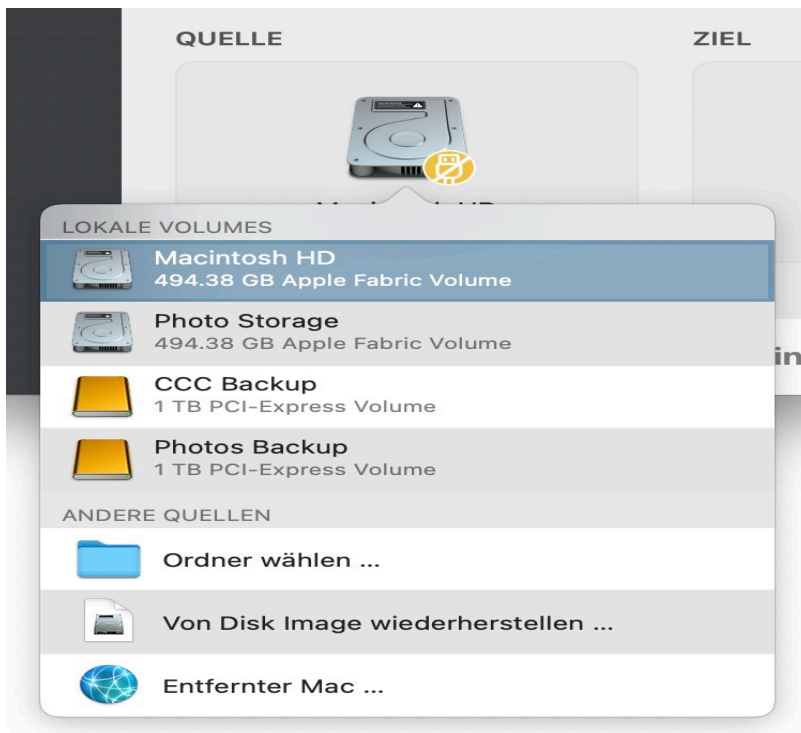 QUELLE
ZIEL
LOKALE VOLUMES
Macintosh HD
494.38 GB Apple Fabric Volume
Photo Storage
494.38 GB Apple Fabric Volume
CCC Backup
1 TB PCI-Express Volume
Photos Backup
1 TB PCI-Express Volume
ANDERE QUELLEN
Ordner wählen ...
Von Disk Image wiederherstellen ...
Entfernter Mac ...